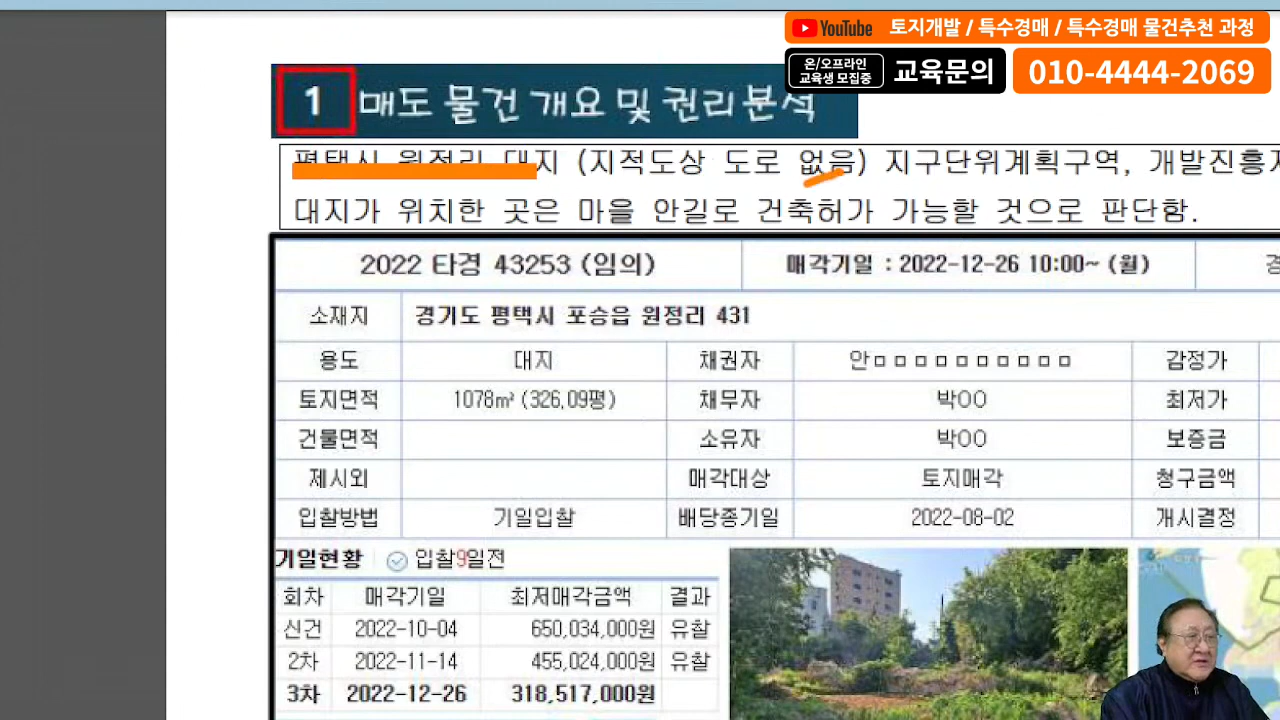 YouTube 토지개발 / 특수경매 / 특수경매 물건추천 과정
온/오프라인
교육생 모집중
교육문의 010-4444-2069
1 매도 물건 개요 및 권리분석
평택시 원정리 대지 (지적도상 도로 없음) 지구단위계획구역, 개발진흥지
대지가 위치한 곳은 마을 안길로 건축허가 가능할 것으로 판단함.
2022 타경 43253 (임의) 매각기일 : 2022-12-26 10:00~ (월) 경
소재지 경기도 평택시 포승읍 원정리 431
용도 대지 채권자 안ㅁㅁㅁㅁㅁㅁㅁㅁㅁㅁ 감정가
토지면적 1078㎡ (326.09평) 채무자 박OO 최저가
건물면적 소유자 박OO 보증금
제시외 매각대상 토지매각 청구금액
입찰방법 기일입찰 배당종기일 2022-08-02 개시결정
기일현황 입찰9일전
회차 매각기일 최저매각금액 결과
신건 2022-10-04 650,034,000원 유찰
2차 2022-11-14 455,024,000원 유찰
3차 2022-12-26 318,517,000원